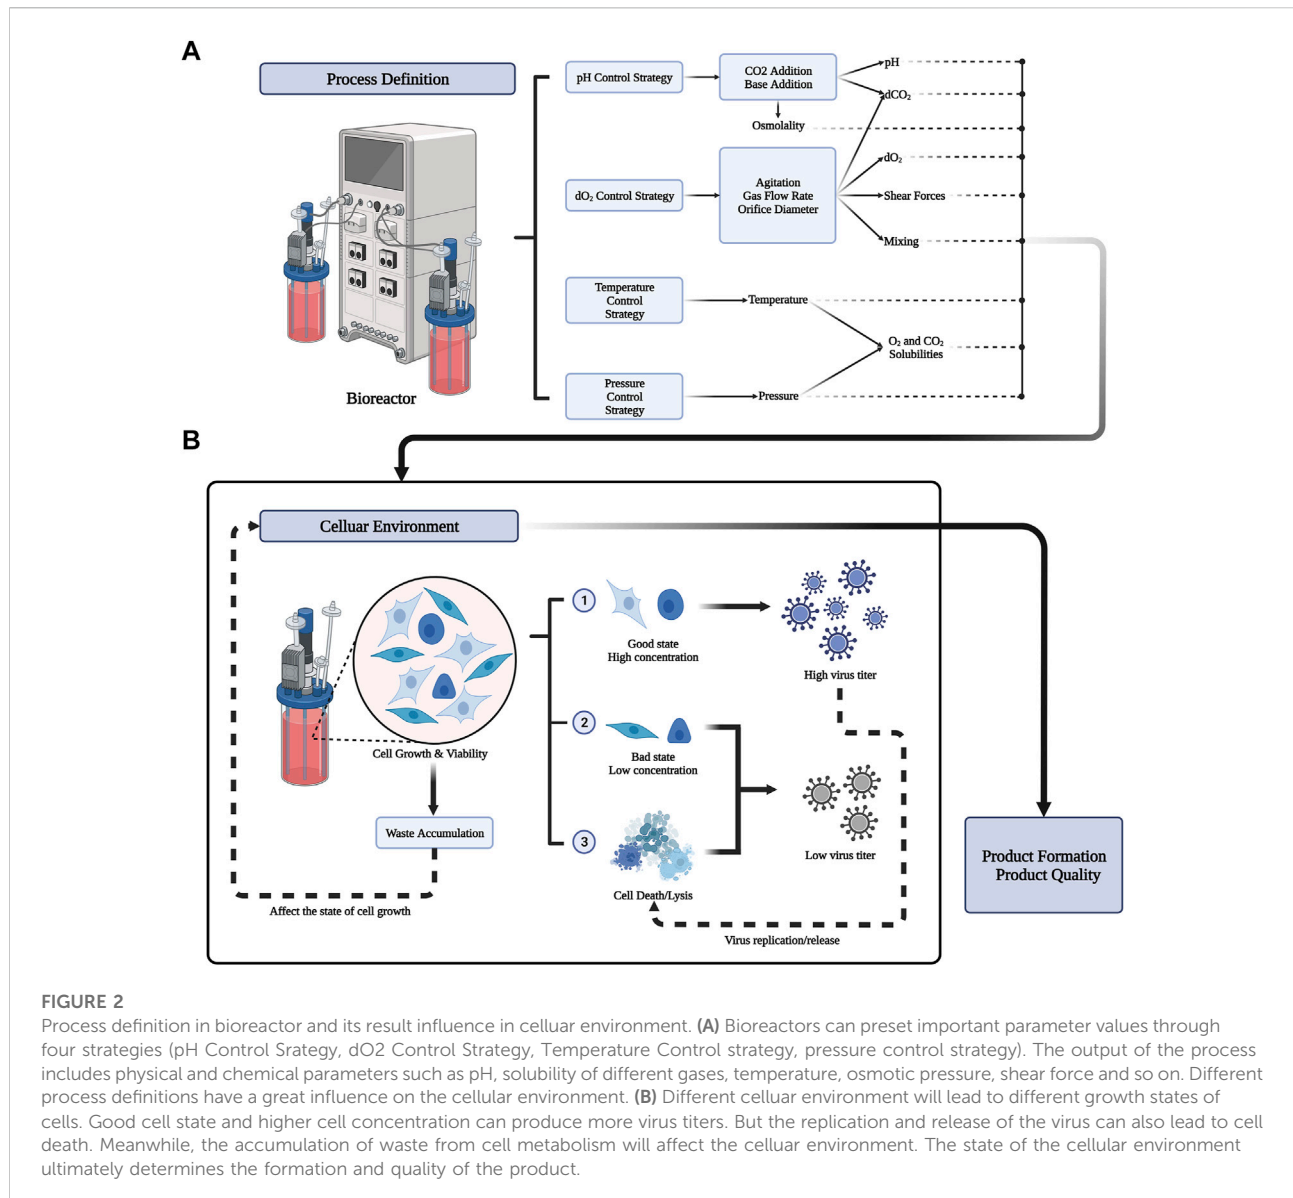 A
Process Definition
Bioreactor
pH Control Strategy
CO2 Addition
Base Addition
pH
dCO₂
Osmolality
dO₂ Control Strategy
Agitation
Gas Flow Rate
Orifice Diameter
dO₂
Shear Forces
Mixing
Temperature
Control
Strategy
Temperature
O₂ and CO₂
Solubilities
Pressure
Control
Strategy
Pressure
B
Celluar Environment
Cell Growth & Viability
Waste Accumulation
Affect the state of cell growth
1
Good state
High concentration
High virus titer
2
Bad state
Low concentration
Low virus titer
3
Cell Death/Lysis
Virus replication/release
Product Formation
Product Quality
FIGURE 2
Process definition in bioreactor and its result influence in celluar environment. (A) Bioreactors can preset important parameter values through
four strategies (pH Control Srategy, dO2 Control Strategy, Temperature Control strategy, pressure control strategy). The output of the process
includes physical and chemical parameters such as pH, solubility of different gases, temperature, osmotic pressure, shear force and so on. Different
process definitions have a great influence on the cellular environment. (B) Different celluar environment will lead to different growth states of
cells. Good cell state and higher cell concentration can produce more virus titers. But the replication and release of the virus can also lead to cell
death. Meanwhile, the accumulation of waste from cell metabolism will affect the celluar environment. The state of the cellular environment
ultimately determines the formation and quality of the product.